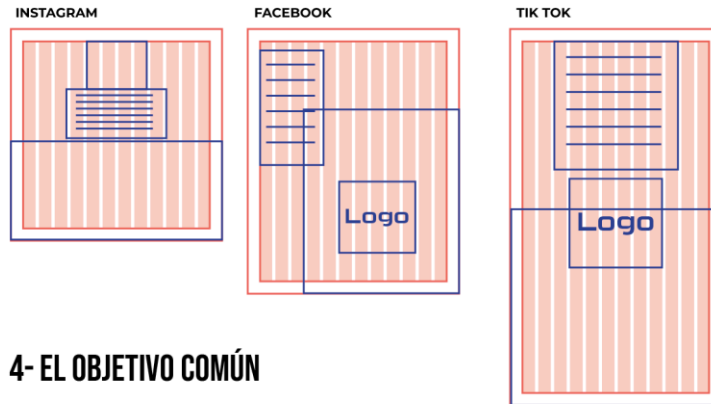 INSTAGRAM
FACEBOOK
TIK TOK
Logo
Logo
4- EL OBJETIVO COMÚN